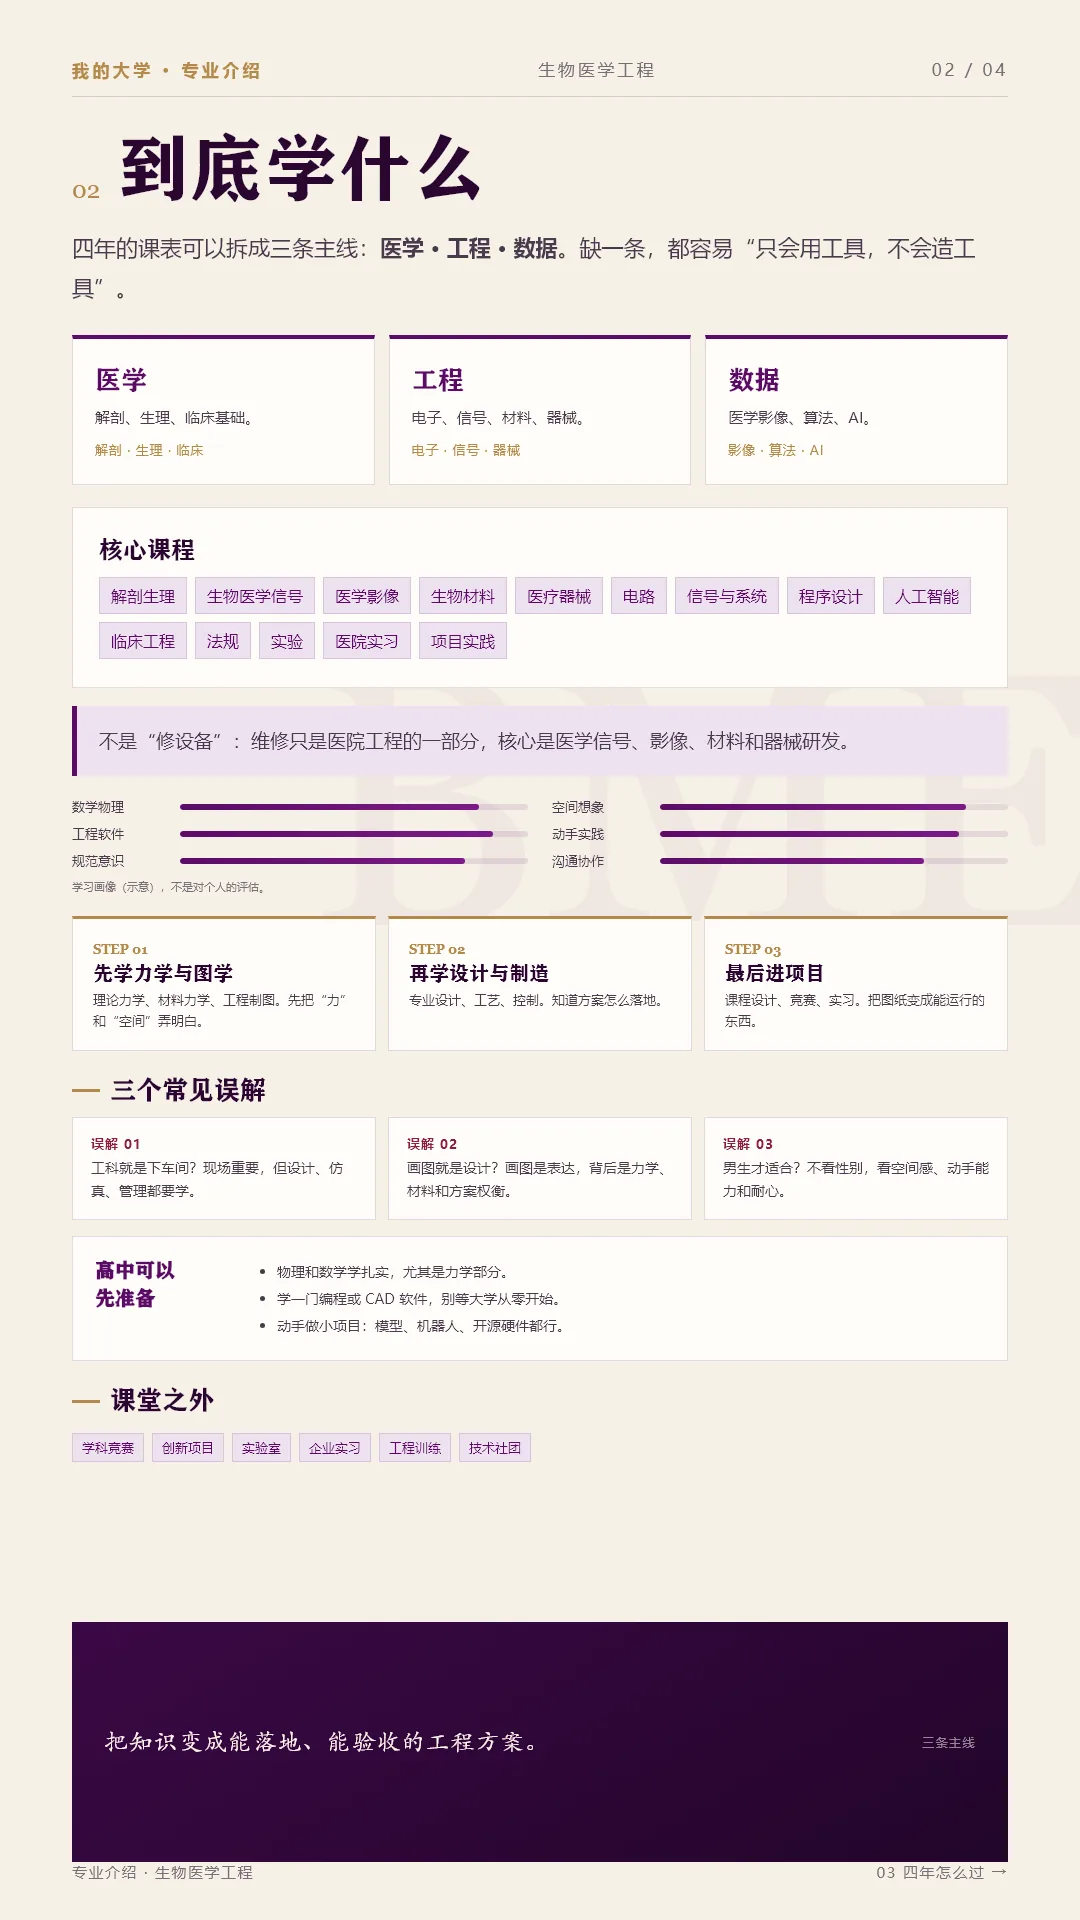 我的大学 · 专业介绍
生物医学工程
02 / 04
02 到底学什么
四年的课表可以拆成三条主线：医学 · 工程 · 数据。缺一条，都容易“只会用工具，不会造工
具”。
医学
解剖、生理、临床基础。
解剖 · 生理 · 临床
工程
电子、信号、材料、器械。
电子 · 信号 · 器械
数据
医学影像、算法、AI。
影像 · 算法 · AI
核心课程
解剖生理 生物医学信号 医学影像 生物材料 医疗器械 电路 信号与系统 程序设计 人工智能
临床工程 法规 实验 医院实习 项目实践
BME
不是“修设备”：维修只是医院工程的一部分，核心是医学信号、影像、材料和器械研发。
数学物理 空间想象
工程软件 动手实践
规范意识 沟通协作
学习画像（示意），不是对个人的评估。
STEP 01
先学力学与图学
理论力学、材料力学、工程制图。先把“力”
和“空间”弄明白。
STEP 02
再学设计与制造
专业设计、工艺、控制。知道方案怎么落地。
STEP 03
最后进项目
课程设计、竞赛、实习。把图纸变成能运行的
东西。
三个常见误解
误解 01
工科就是下车间？现场重要，但设计、仿
真、管理都要学。
误解 02
画图就是设计？画图是表达，背后是力学、
材料和方案权衡。
误解 03
男生才适合？不看性别，看空间感、动手能
力和耐心。
高中可以
先准备
• 物理和数学学扎实，尤其是力学部分。
• 学一门编程或 CAD 软件，别等大学从零开始。
• 动手做小项目：模型、机器人、开源硬件都行。
课堂之外
学科竞赛 创新项目 实验室 企业实习 工程训练 技术社团
把知识变成能落地、能验收的工程方案。
三条主线
专业介绍 · 生物医学工程
03 四年怎么过 →